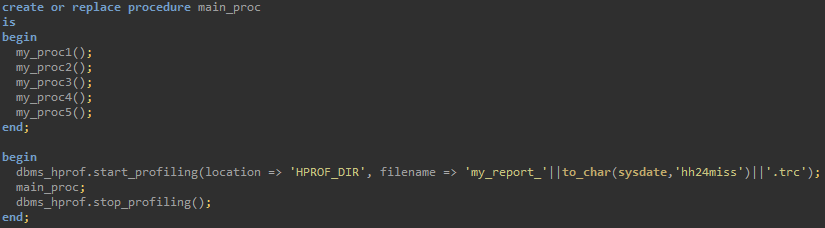 create or replace procedure main_proc
is
begin
  my_proc1();
  my_proc2();
  my_proc3();
  my_proc4();
  my_proc5();
end;

begin
  dbms_hprof.start_profiling(location => 'HPROF_DIR', filename => 'my_report_'||to_char(sysdate,'hh24miss')||'.trc');
  main_proc;
  dbms_hprof.stop_profiling();
end;